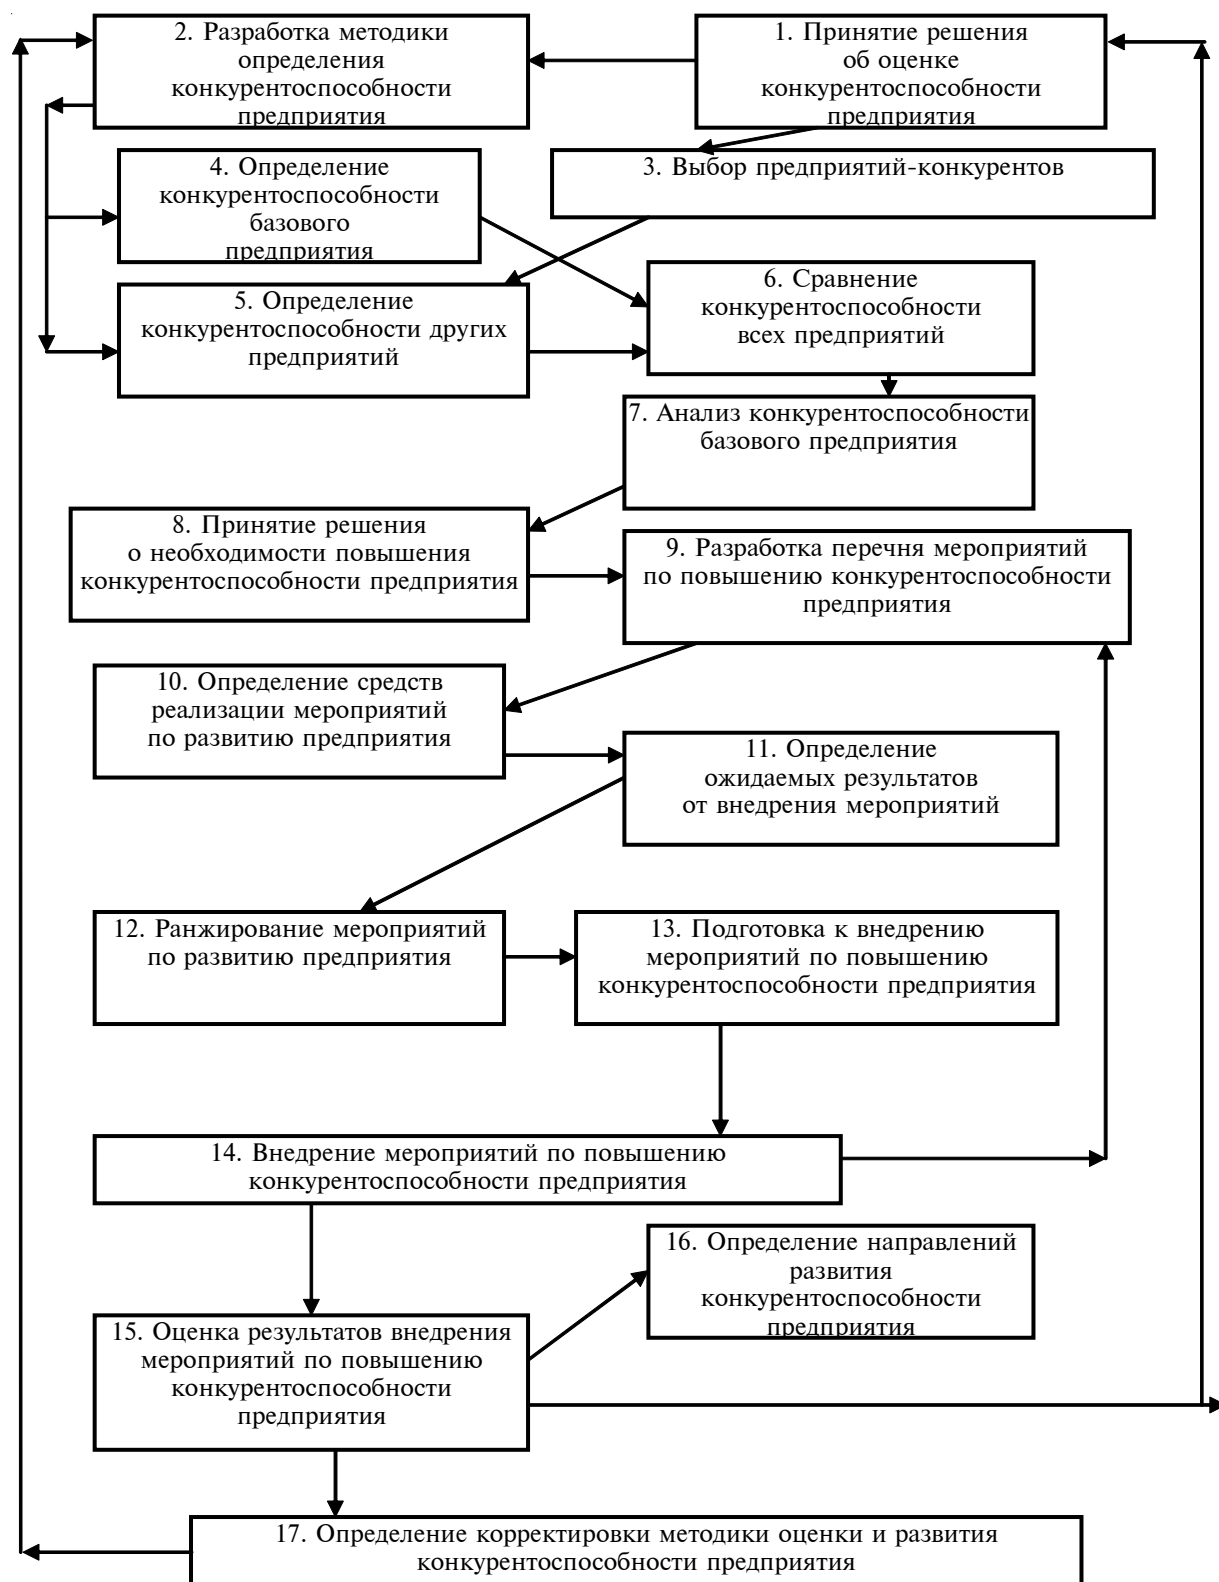 2. Разработка методики
определения
конкурентоспособности
предприятия
1. Принятие решения
об оценке
конкурентоспособности
предприятия
3. Выбор предприятий-конкурентов
4. Определение
конкурентоспособности
базового
предприятия
5. Определение
конкурентоспособности других
предприятий
6. Сравнение
конкурентоспособности
всех предприятий
7. Анализ конкурентоспособности
базового предприятия
8. Принятие решения
о необходимости повышения
конкурентоспособности предприятия
9. Разработка перечня мероприятий
по повышению конкурентоспособности
предприятия
10. Определение средств
реализации мероприятий
по развитию предприятия
11. Определение
ожидаемых результатов
от внедрения мероприятий
12. Ранжирование мероприятий
по развитию предприятия
13. Подготовка к внедрению
мероприятий по повышению
конкурентоспособности предприятия
14. Внедрение мероприятий по повышению
конкурентоспособности предприятия
16. Определение направлений
развития
конкурентоспособности
предприятия
15. Оценка результатов внедрения
мероприятий по повышению
конкурентоспособности
предприятия
17. Определение корректировки методики оценки и развития
конкурентоспособности предприятия